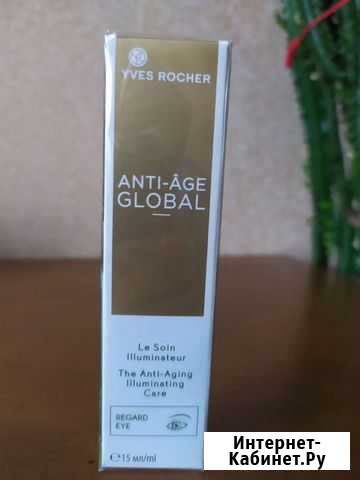 YVES ROCHER
ANTI-ÂGE
GLOBAL
Le Soin
Illuminateur
The Anti-Aging
Illuminating
Care
REGARD
EYE
℮15 мл/ml
Интернет-
Кабинет.Ру